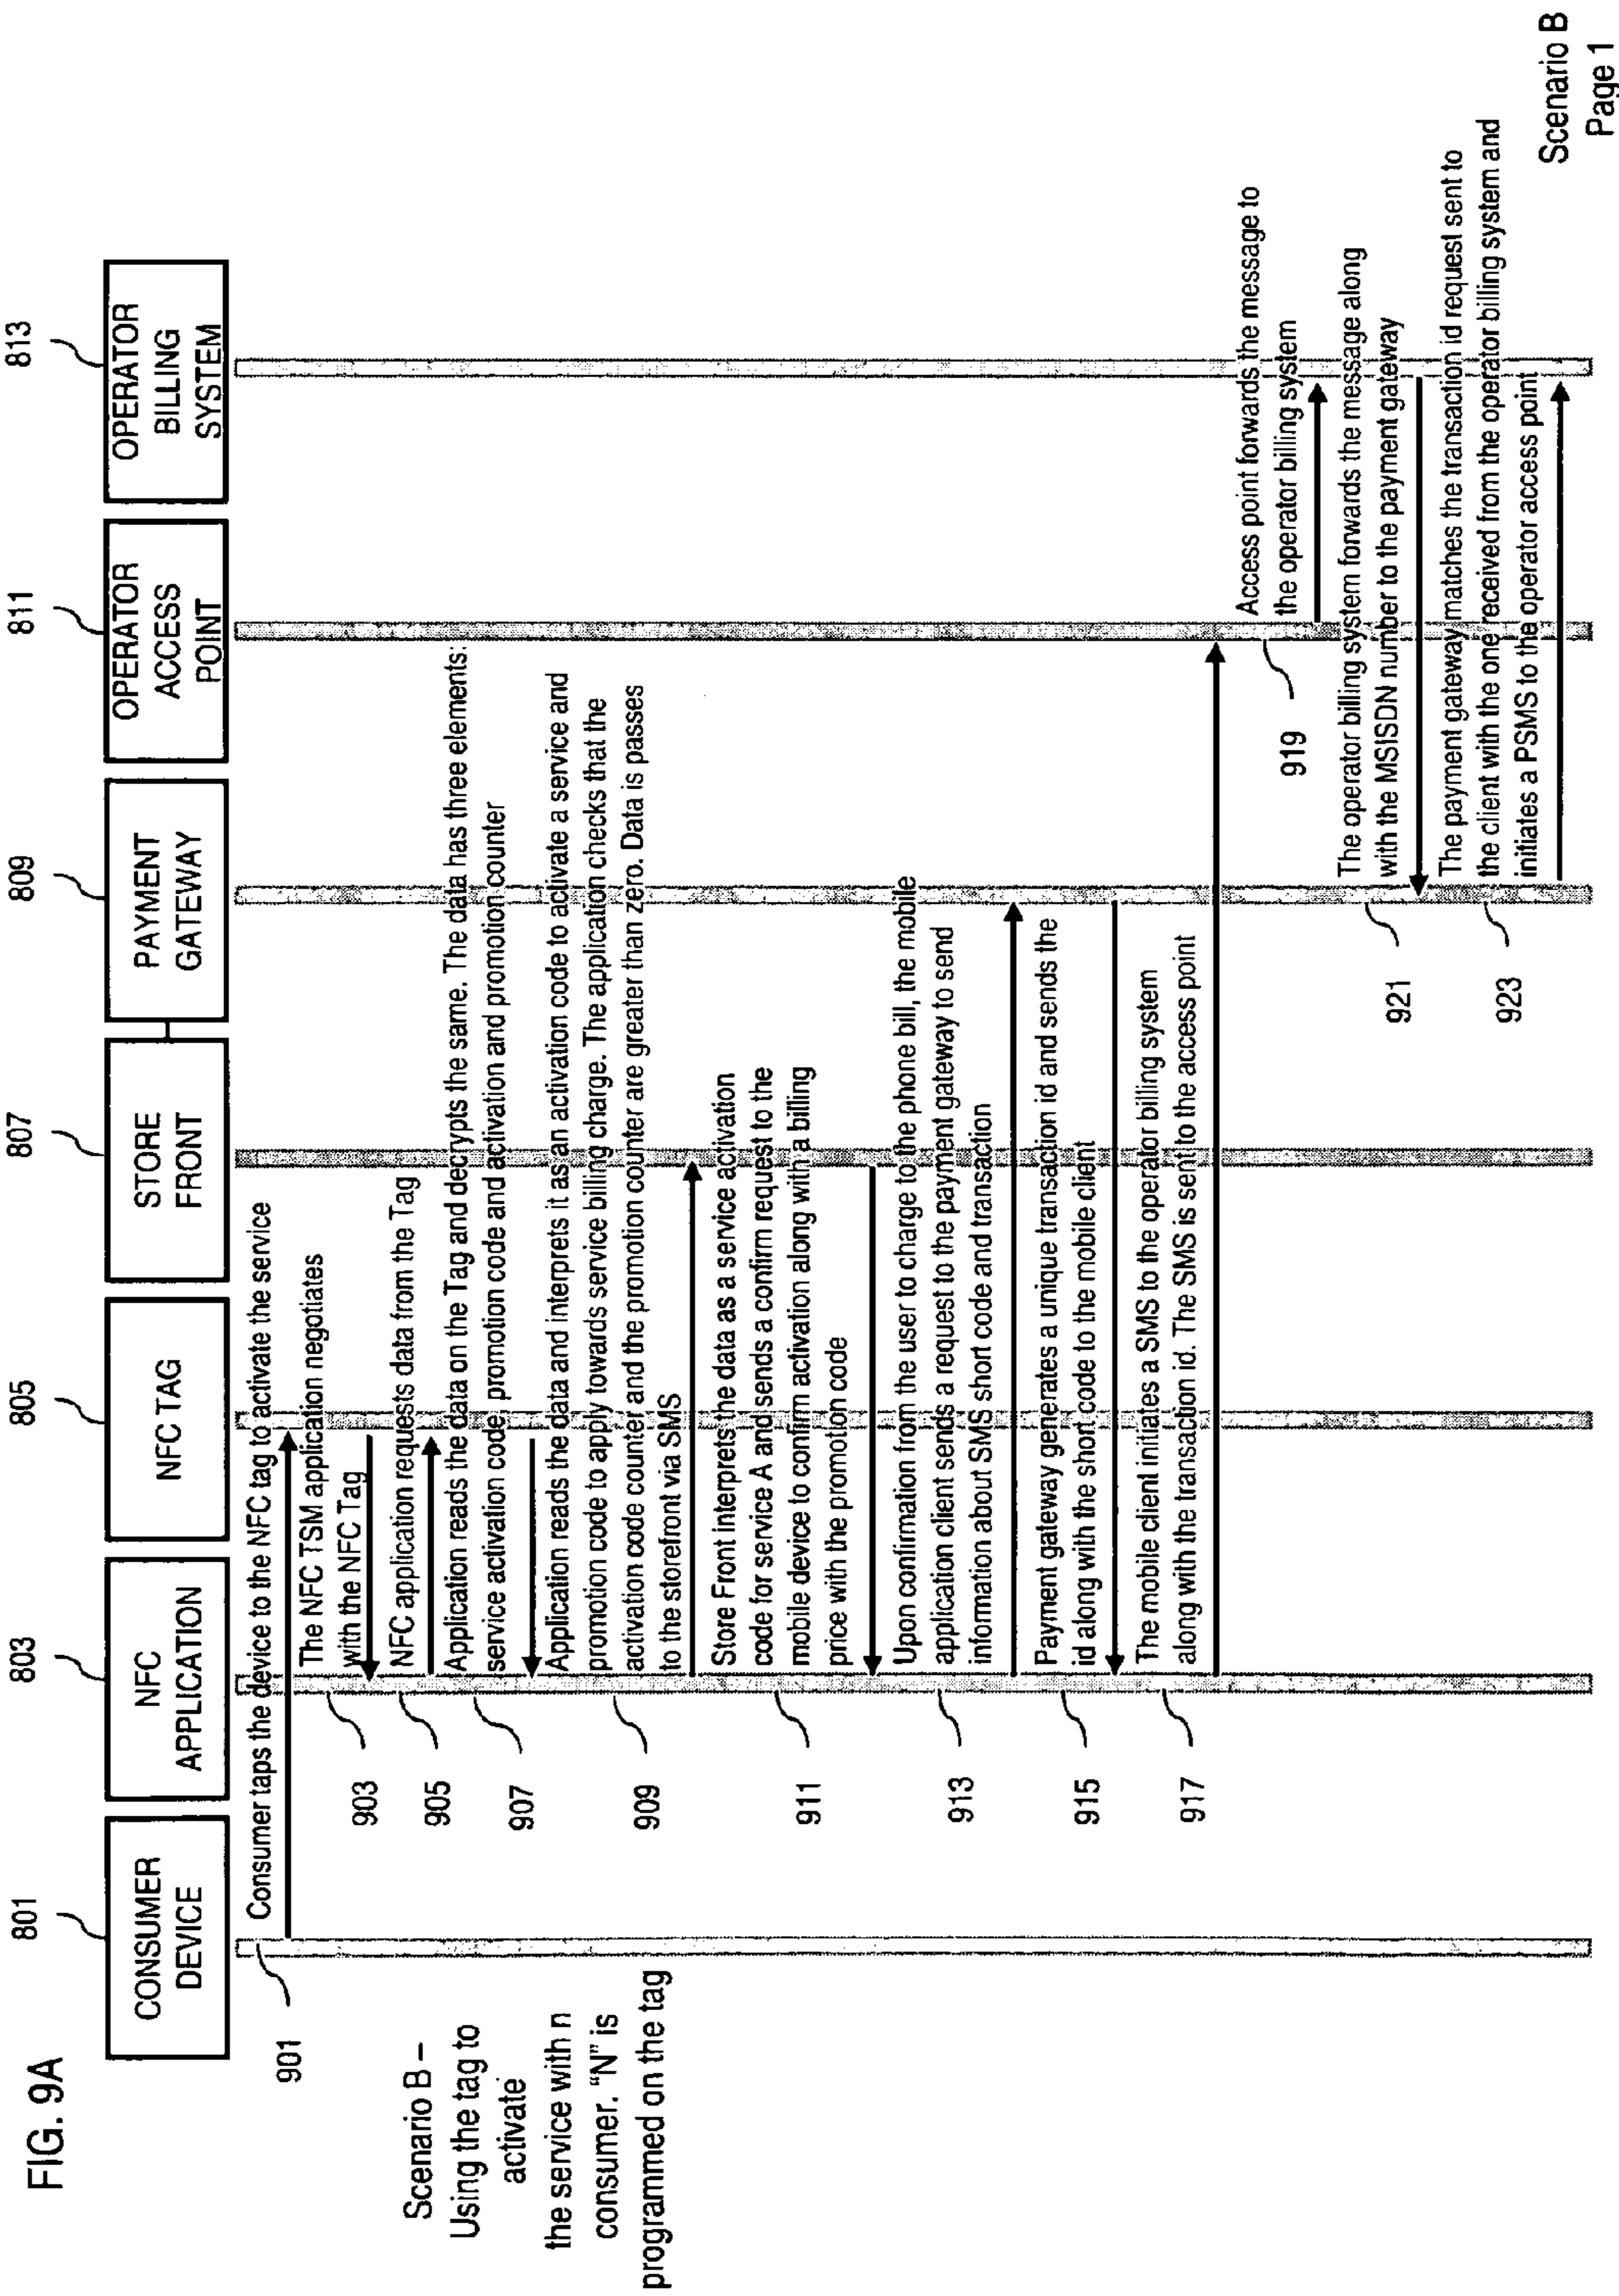 FIG. 9A
801
803
805
807
809
811
813
CONSUMER
DEVICE
NFC
APPLICATION
NFC TAG
STORE
FRONT
PAYMENT
GATEWAY
OPERATOR
ACCESS
POINT
OPERATOR
BILLING
SYSTEM
Scenario B –
Using the tag to
activate
the service with n
consumer. "N" is
programmed on the tag
901
Consumer taps the device to the NFC tag to activate the service
903
The NFC TSM application negotiates
with the NFC Tag
905
NFC application requests data from the Tag
907
Application reads the data on the Tag and decrypts the same. The data has three elements:
service activation code, promotion code and activation and promotion counter
909
Application reads the data and interprets it as an activation code to activate a service and
promotion code to apply towards service billing charge. The application checks that the
activation code counter and the promotion counter are greater than zero. Data is passes
to the storefront via SMS
911
Store Front interprets the data as a service activation
code for service A and sends a confirm request to the
mobile device to confirm activation along with a billing
price with the promotion code
913
Upon confirmation from the user to charge to the phone bill, the mobile
application client sends a request to the payment gateway to send
information about SMS short code and transaction
915
Payment gateway generates a unique transaction id and sends the
id along with the short code to the mobile client
917
The mobile client initiates a SMS to the operator billing system
along with the transaction id. The SMS is sent to the access point
919
Access point forwards the message to
the operator billing system
921
The operator billing system forwards the message along
with the MSISDN number to the payment gateway
923
The payment gateway matches the transaction id request sent to
the client with the one received from the operator billing system and
initiates a PSMS to the operator access point
Scenario B
Page 1